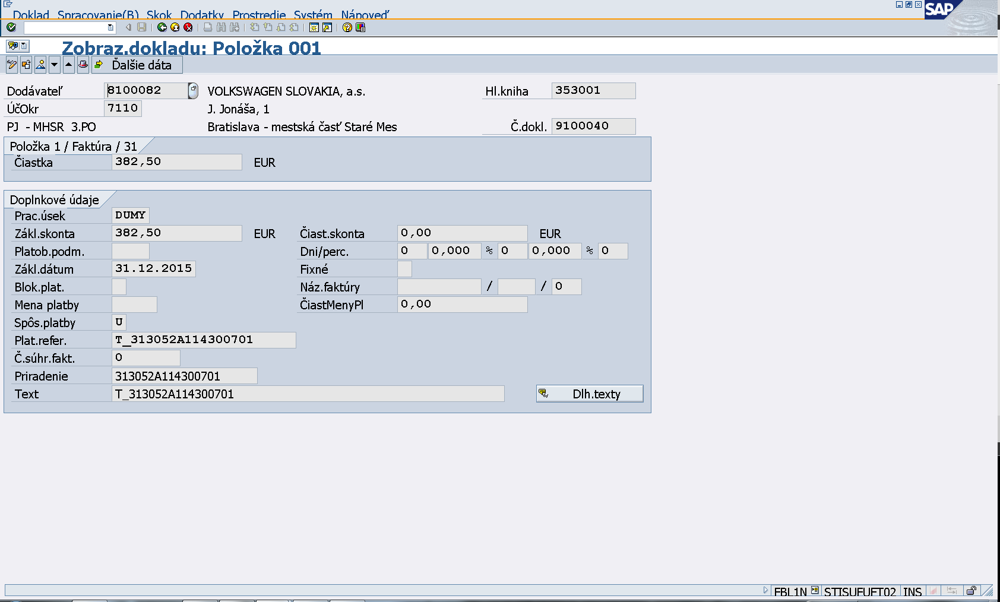 Doklad Spracovanie(B) Skok Dodatky Prostredie Systém Nápoveď
SAP
Zobraz.dokladu: Položka 001
Ďalšie dáta
Dodávateľ 8100082 VOLKSWAGEN SLOVAKIA, a.s. Hl.kniha 353001
ÚčOkr 7110 J. Jonáša, 1
PJ - MHSR 3.PO Bratislava - mestská časť Staré Mes Č.dokl. 9100040
Položka 1 / Faktúra / 31
Čiastka 382,50 EUR
Doplnkové údaje
Prac.úsek DUMY
Zákl.skonta 382,50 EUR Čiast.skonta 0,00 EUR
Platob.podm. Dni/perc. 0 0,000 % 0 0,000 % 0
Zákl.dátum 31.12.2015 Fixné
Blok.plat. Náz.faktúry / / 0
Mena platby ČiastMenyPl 0,00
Spôs.platby U
Plat.refer. T_313052A114300701
Č.súhr.fakt. 0
Priradenie 313052A114300701
Text T_313052A114300701 Dlh.texty
FBL1N STISUFUFT02 INS